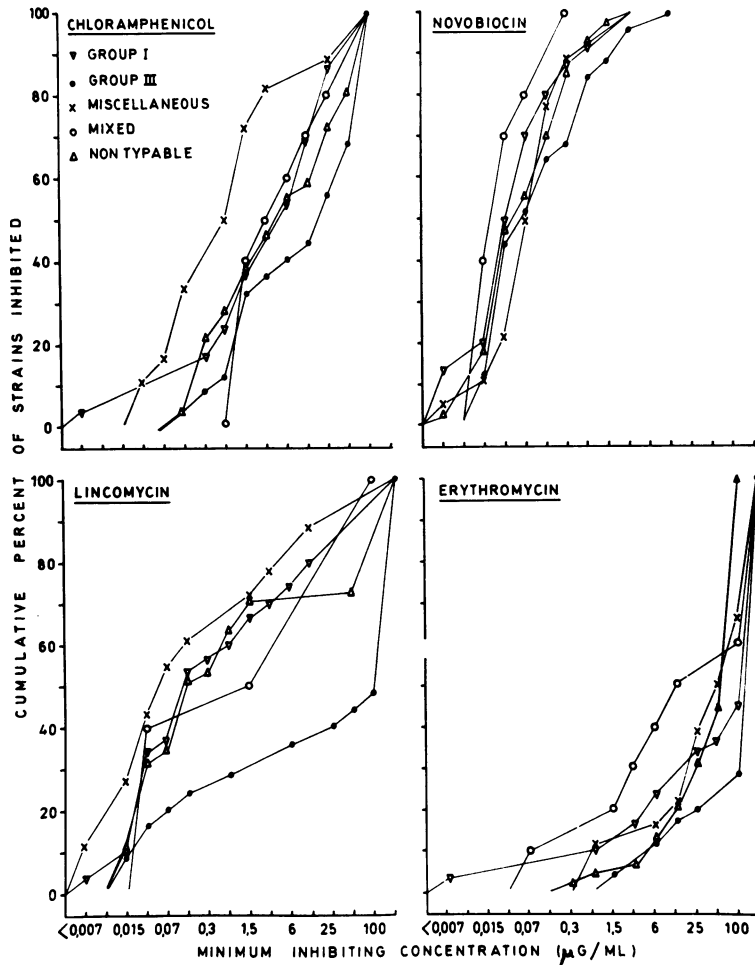 CHLORAMPHENICOL
GROUP I
GROUP III
MISCELLANEOUS
MIXED
NON TYPABLE
NOVOBIOCIN
100
80
60
40
20
0
LINCOMYCIN
ERYTHROMYCIN
100
80
60
40
20
0
CUMULATIVE PERCENT OF STRAINS INHIBITED
<0,007 0,015 0,07 0,3 1,5 6 25 100
<0,007 0,015 0,07 0,3 1,5 6 25 100
MINIMUM INHIBITING CONCENTRATION (μG/ML)